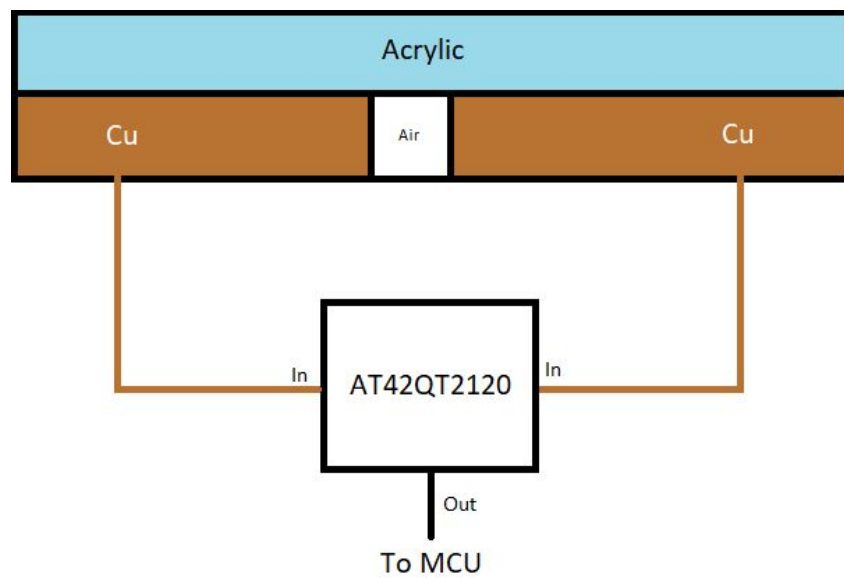 Acrylic
Cu
Air
Cu
In
AT42QT2120
In
Out
To MCU